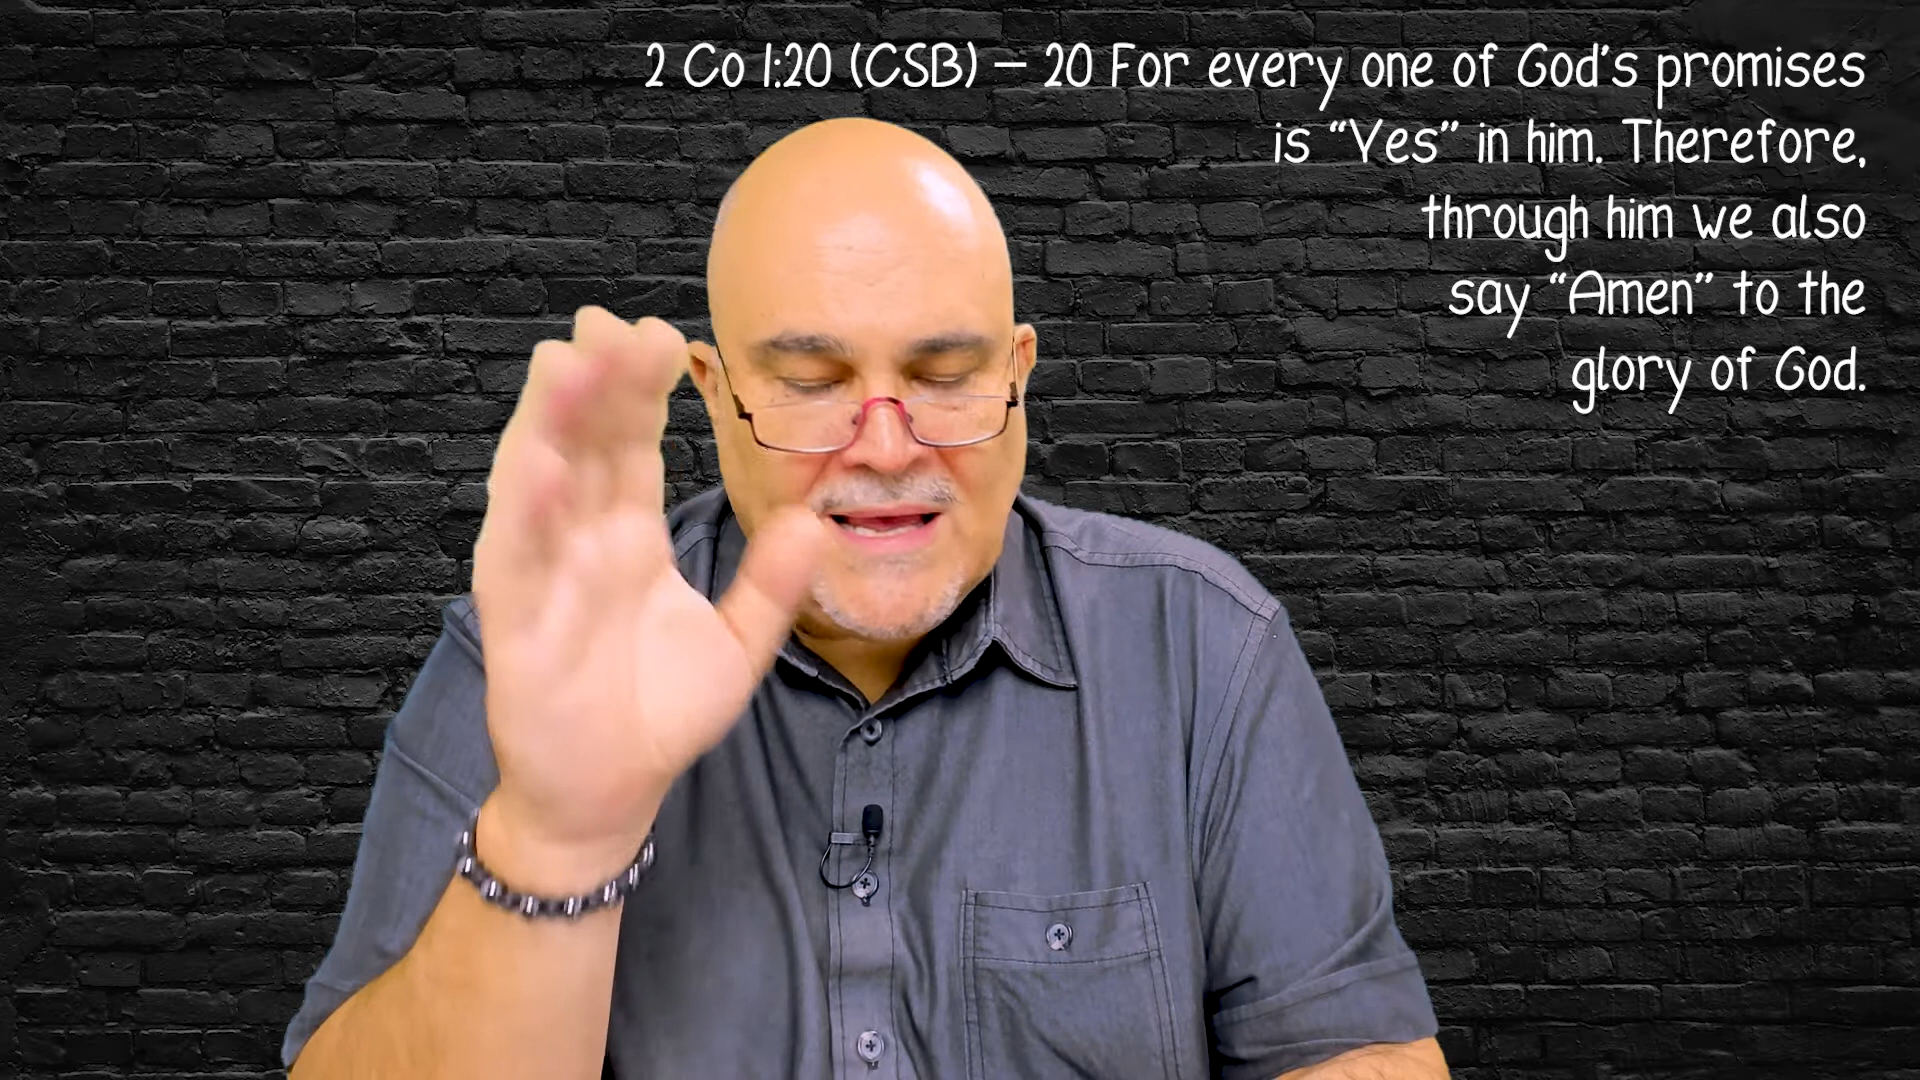 2 Co 1:20 (CSB) – 20 For every one of God’s promises
is “Yes” in him. Therefore,
through him we also
say “Amen” to the
glory of God.